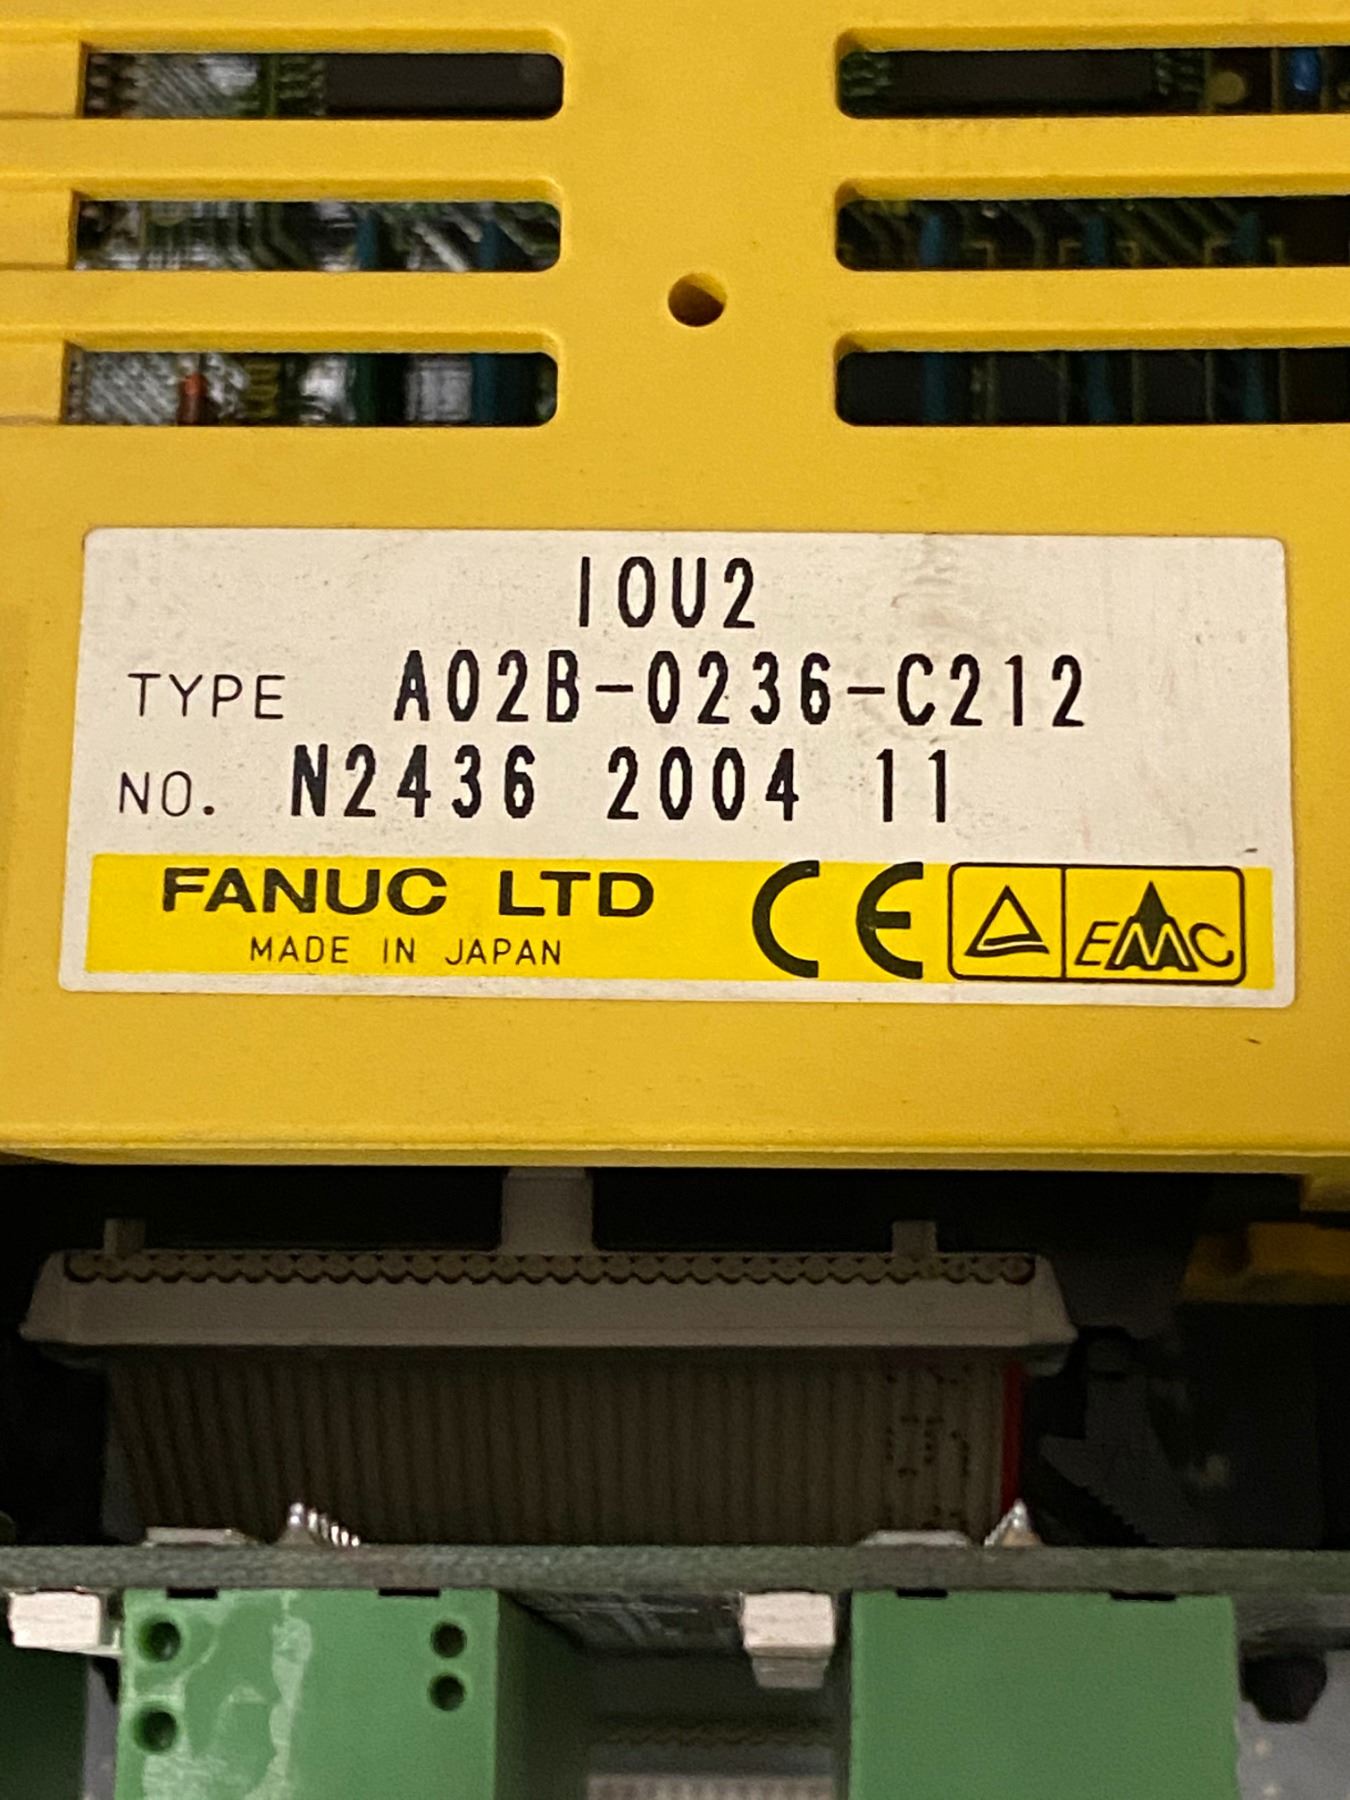 IOU2
TYPE A02B-0236-C212
NO. N2436 2004 11
FANUC LTD
MADE IN JAPAN
CE
EMC